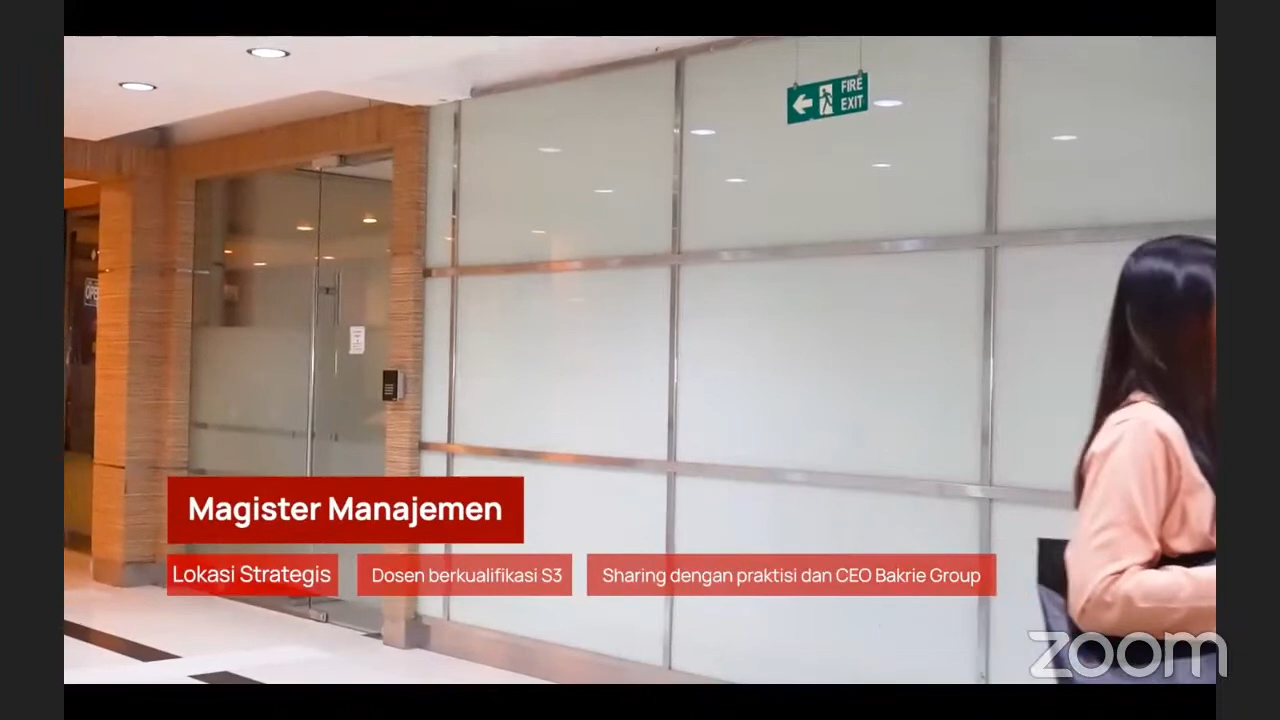 FIRE
EXIT
Magister Manajemen
Lokasi Strategis
Dosen berkualifikasi S3
Sharing dengan praktisi dan CEO Bakrie Group
zoom